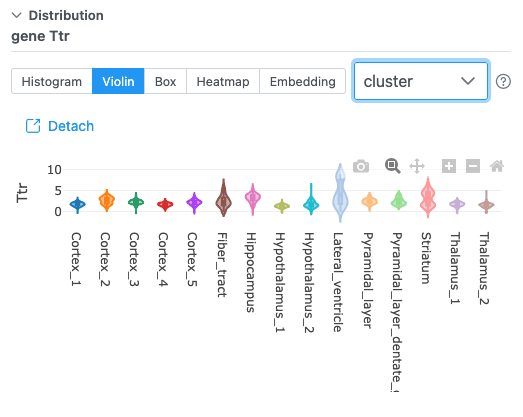 Distribution
gene Ttr
Histogram
Violin
Box
Heatmap
Embedding
cluster
Detach
Ttr
10
5
0
Cortex_1
Cortex_2
Cortex_3
Cortex_4
Cortex_5
Fiber_tract
Hippocampus
Hypothalamus_1
Hypothalamus_2
Lateral_ventricle
Pyramidal_layer
Pyramidal_layer_dentate_
Striatum
Thalamus_1
Thalamus_2